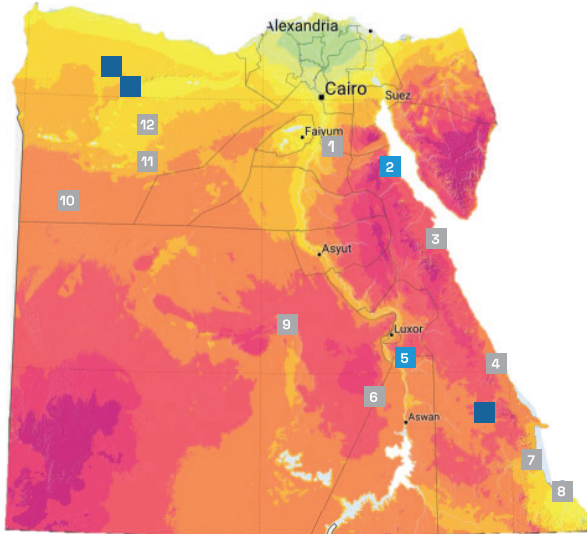 Alexandria
Cairo
Suez
12
Faiyum
1
11
2
10
3
Asyut
9
Luxor
5
4
6
Aswan
7
8